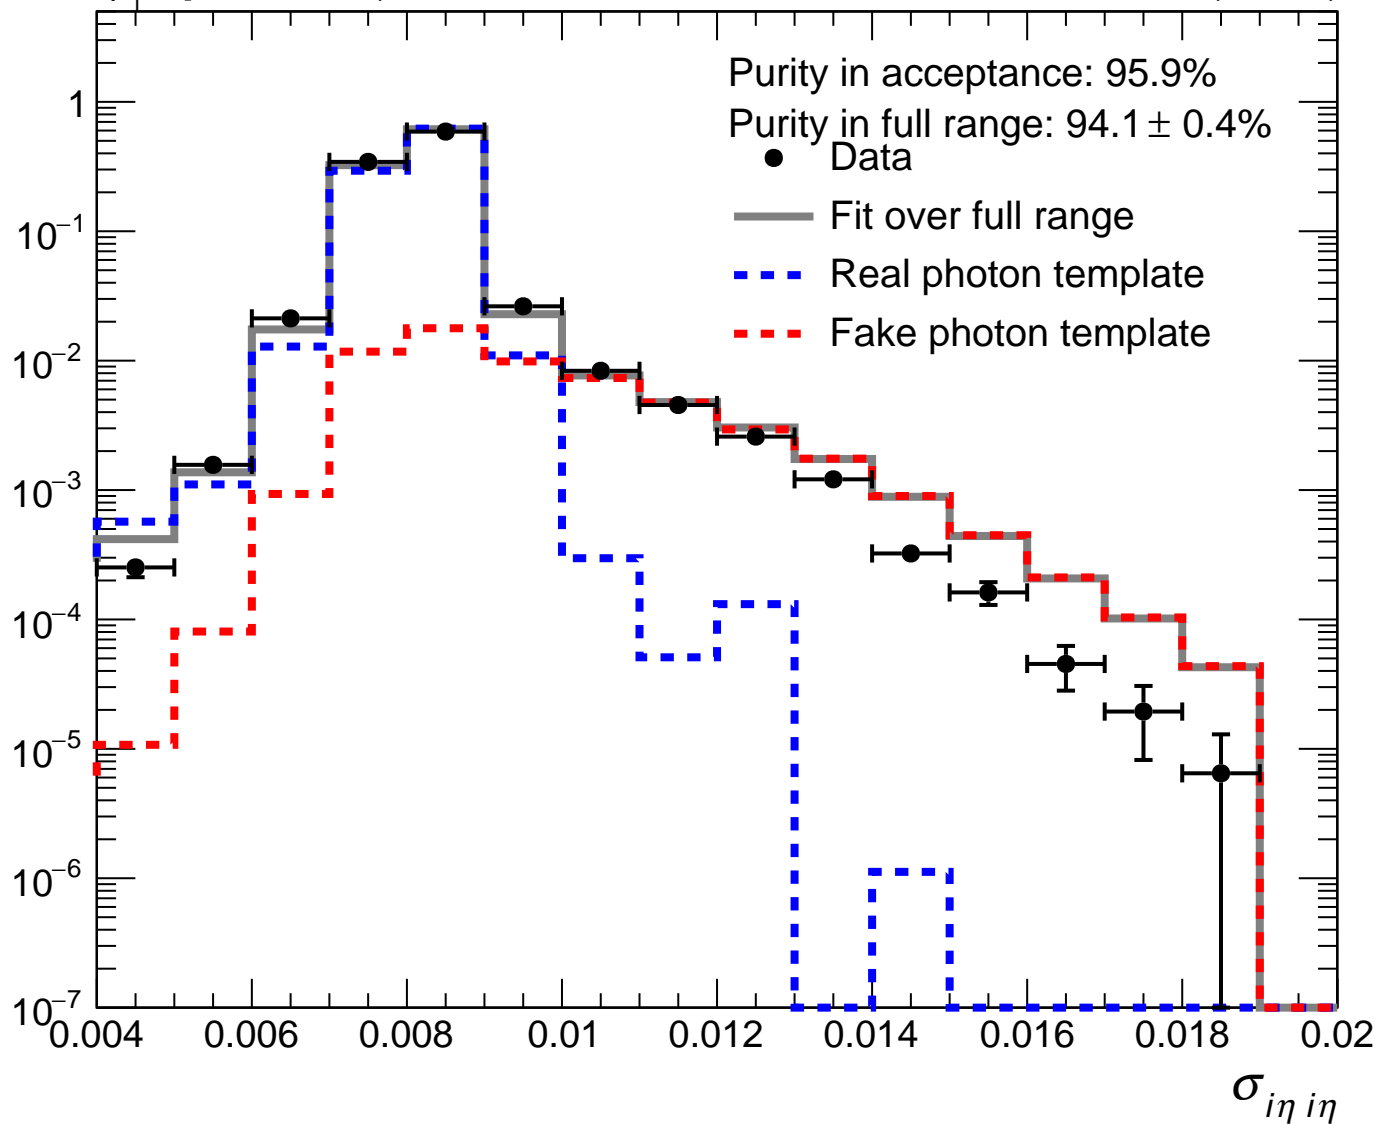 Purity in acceptance: 95.9%
Purity in full range: 94.1 ± 0.4%
Data
Fit over full range
Real photon template
Fake photon template
1
10⁻¹
10⁻²
10⁻³
10⁻⁴
10⁻⁵
10⁻⁶
10⁻⁷
0.004 0.006 0.008 0.01 0.012 0.014 0.016 0.018 0.02
σ_{iη iη}